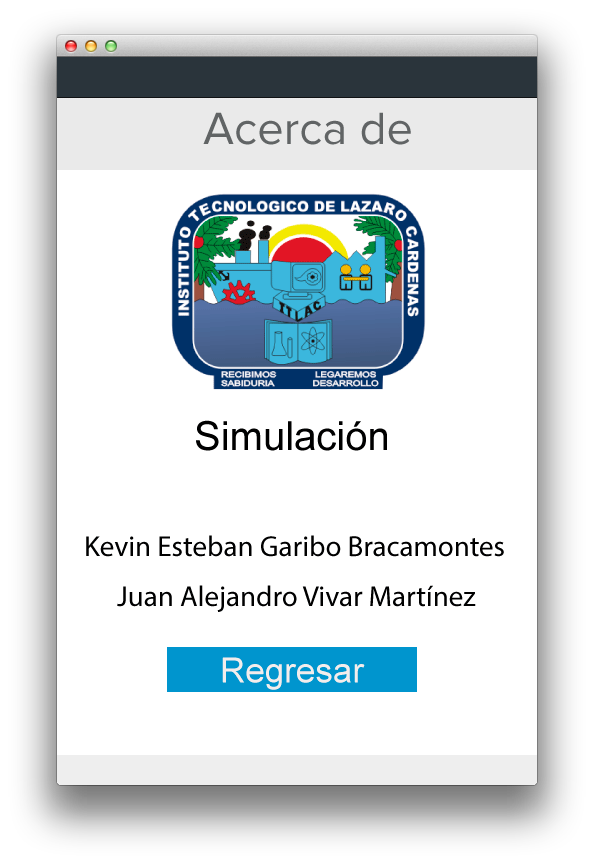 Acerca de
INSTITUTO TECNOLOGICO DE LAZARO CARDENAS
ITLAC
RECIBIMOS LEGAREMOS
SABIDURIA DESARROLLO
Simulación
Kevin Esteban Garibo Bracamontes
Juan Alejandro Vivar Martínez
Regresar